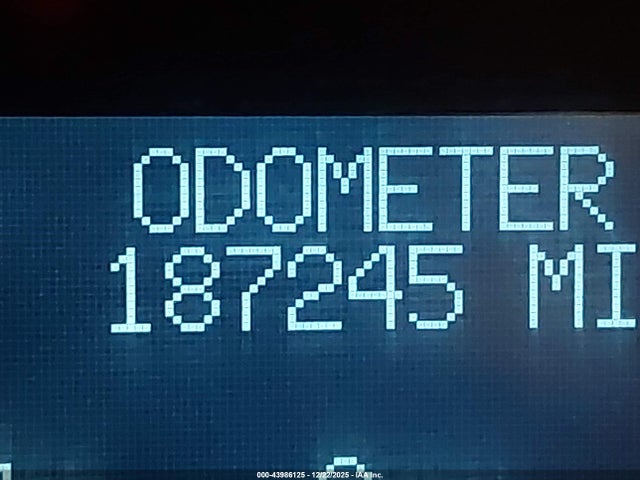 ODOMETER
187245 MI
000-43986125 - 12/22/2025 - IAA Inc.